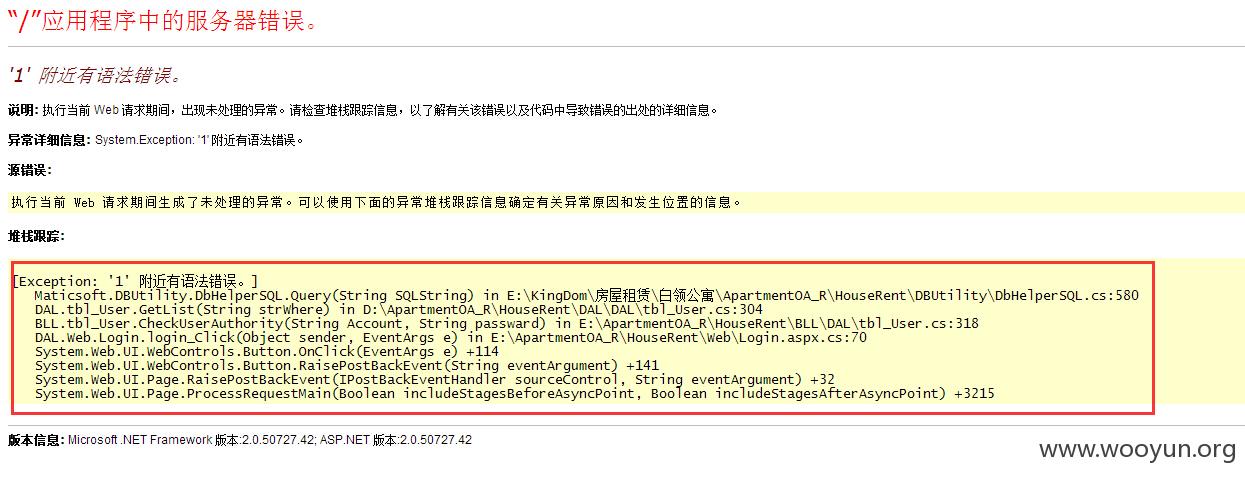 “/”应用程序中的服务器错误。
'1' 附近有语法错误。
说明: 执行当前 Web 请求期间，出现未处理的异常。请检查堆栈跟踪信息，以了解有关该错误以及代码中导致错误的出处的详细信息。
异常详细信息: System.Exception: '1' 附近有语法错误。
源错误:
执行当前 Web 请求期间生成了未处理的异常。可以使用下面的异常堆栈跟踪信息确定有关异常原因和发生位置的信息。
堆栈跟踪:
[Exception: '1' 附近有语法错误。]
Maticsoft.DBUtility.DbHelperSQL.Query(String SQLString) in E:\KingDom\房屋租赁\白领公寓\ApartmentOA_R\HouseRent\DBUtility\DbHelperSQL.cs:580
DAL.tbl_User.GetList(String strWhere) in D:\ApartmentOA_R\HouseRent\DAL\DAL\tbl_User.cs:304
BLL.tbl_User.CheckUserAuthority(String Account, String passward) in E:\ApartmentOA_R\HouseRent\BLL\DAL\tbl_User.cs:318
DAL.Web.Login.login_Click(Object sender, EventArgs e) in E:\ApartmentOA_R\HouseRent\Web\Login.aspx.cs:70
System.Web.UI.WebControls.Button.OnClick(EventArgs e) +114
System.Web.UI.WebControls.Button.RaisePostBackEvent(String eventArgument) +141
System.Web.UI.Page.RaisePostBackEvent(IPostBackEventHandler sourceControl, String eventArgument) +32
System.Web.UI.Page.ProcessRequestMain(Boolean includeStagesBeforeAsyncPoint, Boolean includeStagesAfterAsyncPoint) +3215
版本信息: Microsoft .NET Framework 版本:2.0.50727.42; ASP.NET 版本:2.0.50727.42
www.wooyun.org